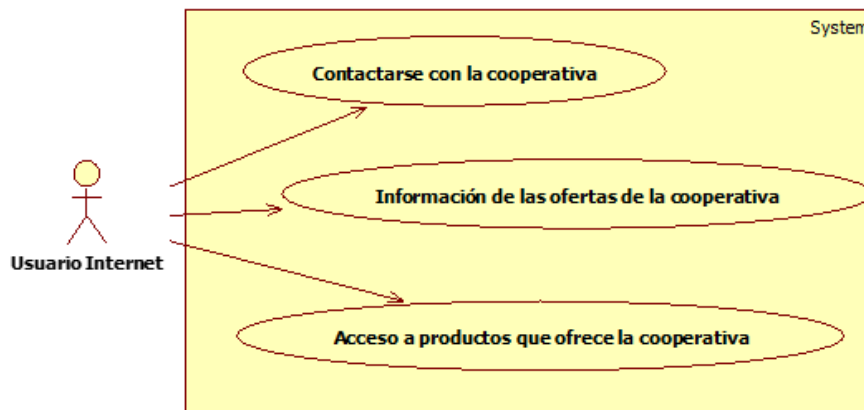 System
Contactarse con la cooperativa
Información de las ofertas de la cooperativa
Usuario Internet
Acceso a productos que ofrece la cooperativa